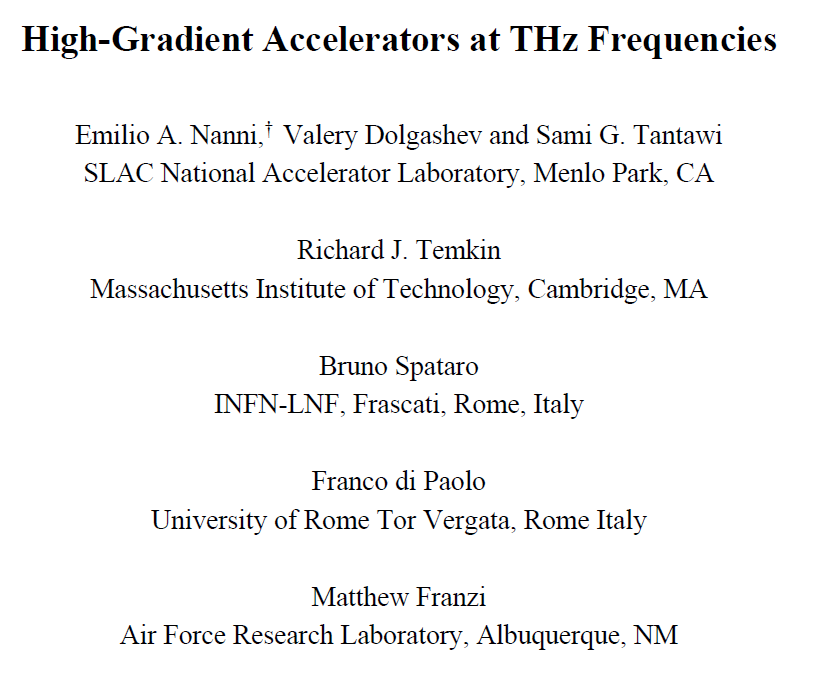 High-Gradient Accelerators at THz Frequencies
Emilio A. Nanni,† Valery Dolgashev and Sami G. Tantawi
SLAC National Accelerator Laboratory, Menlo Park, CA
Richard J. Temkin
Massachusetts Institute of Technology, Cambridge, MA
Bruno Spataro
INFN-LNF, Frascati, Rome, Italy
Franco di Paolo
University of Rome Tor Vergata, Rome Italy
Matthew Franzi
Air Force Research Laboratory, Albuquerque, NM